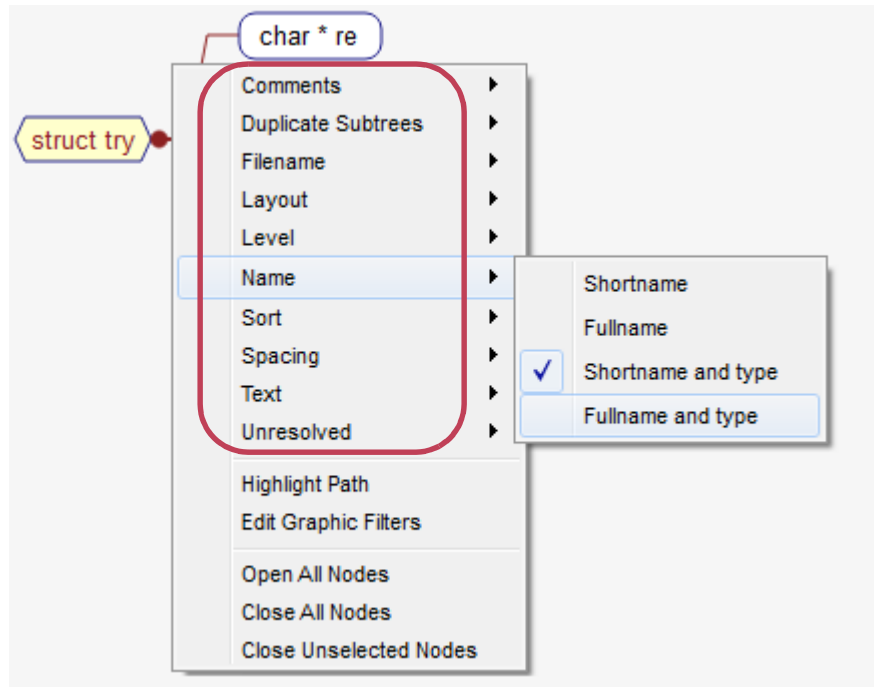 char * re
struct try
Comments
Duplicate Subtrees
Filename
Layout
Level
Name
Sort
Spacing
Text
Unresolved
Highlight Path
Edit Graphic Filters
Open All Nodes
Close All Nodes
Close Unselected Nodes
Shortname
Fullname
Shortname and type
Fullname and type